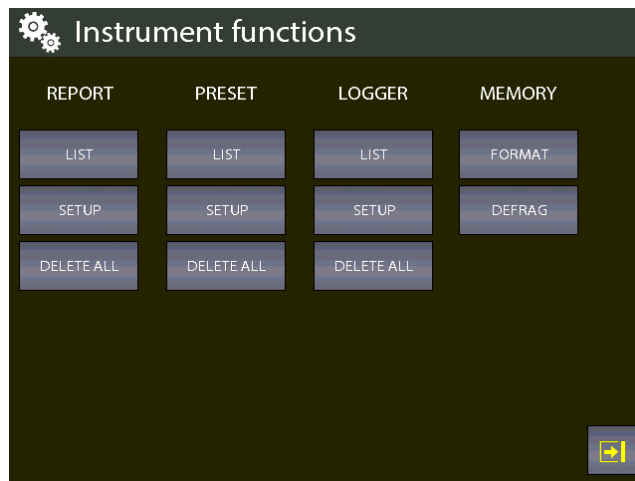 Instrument functions
REPORT PRESET LOGGER MEMORY
LIST LIST LIST FORMAT
SETUP SETUP SETUP DEFRAG
DELETE ALL DELETE ALL DELETE ALL